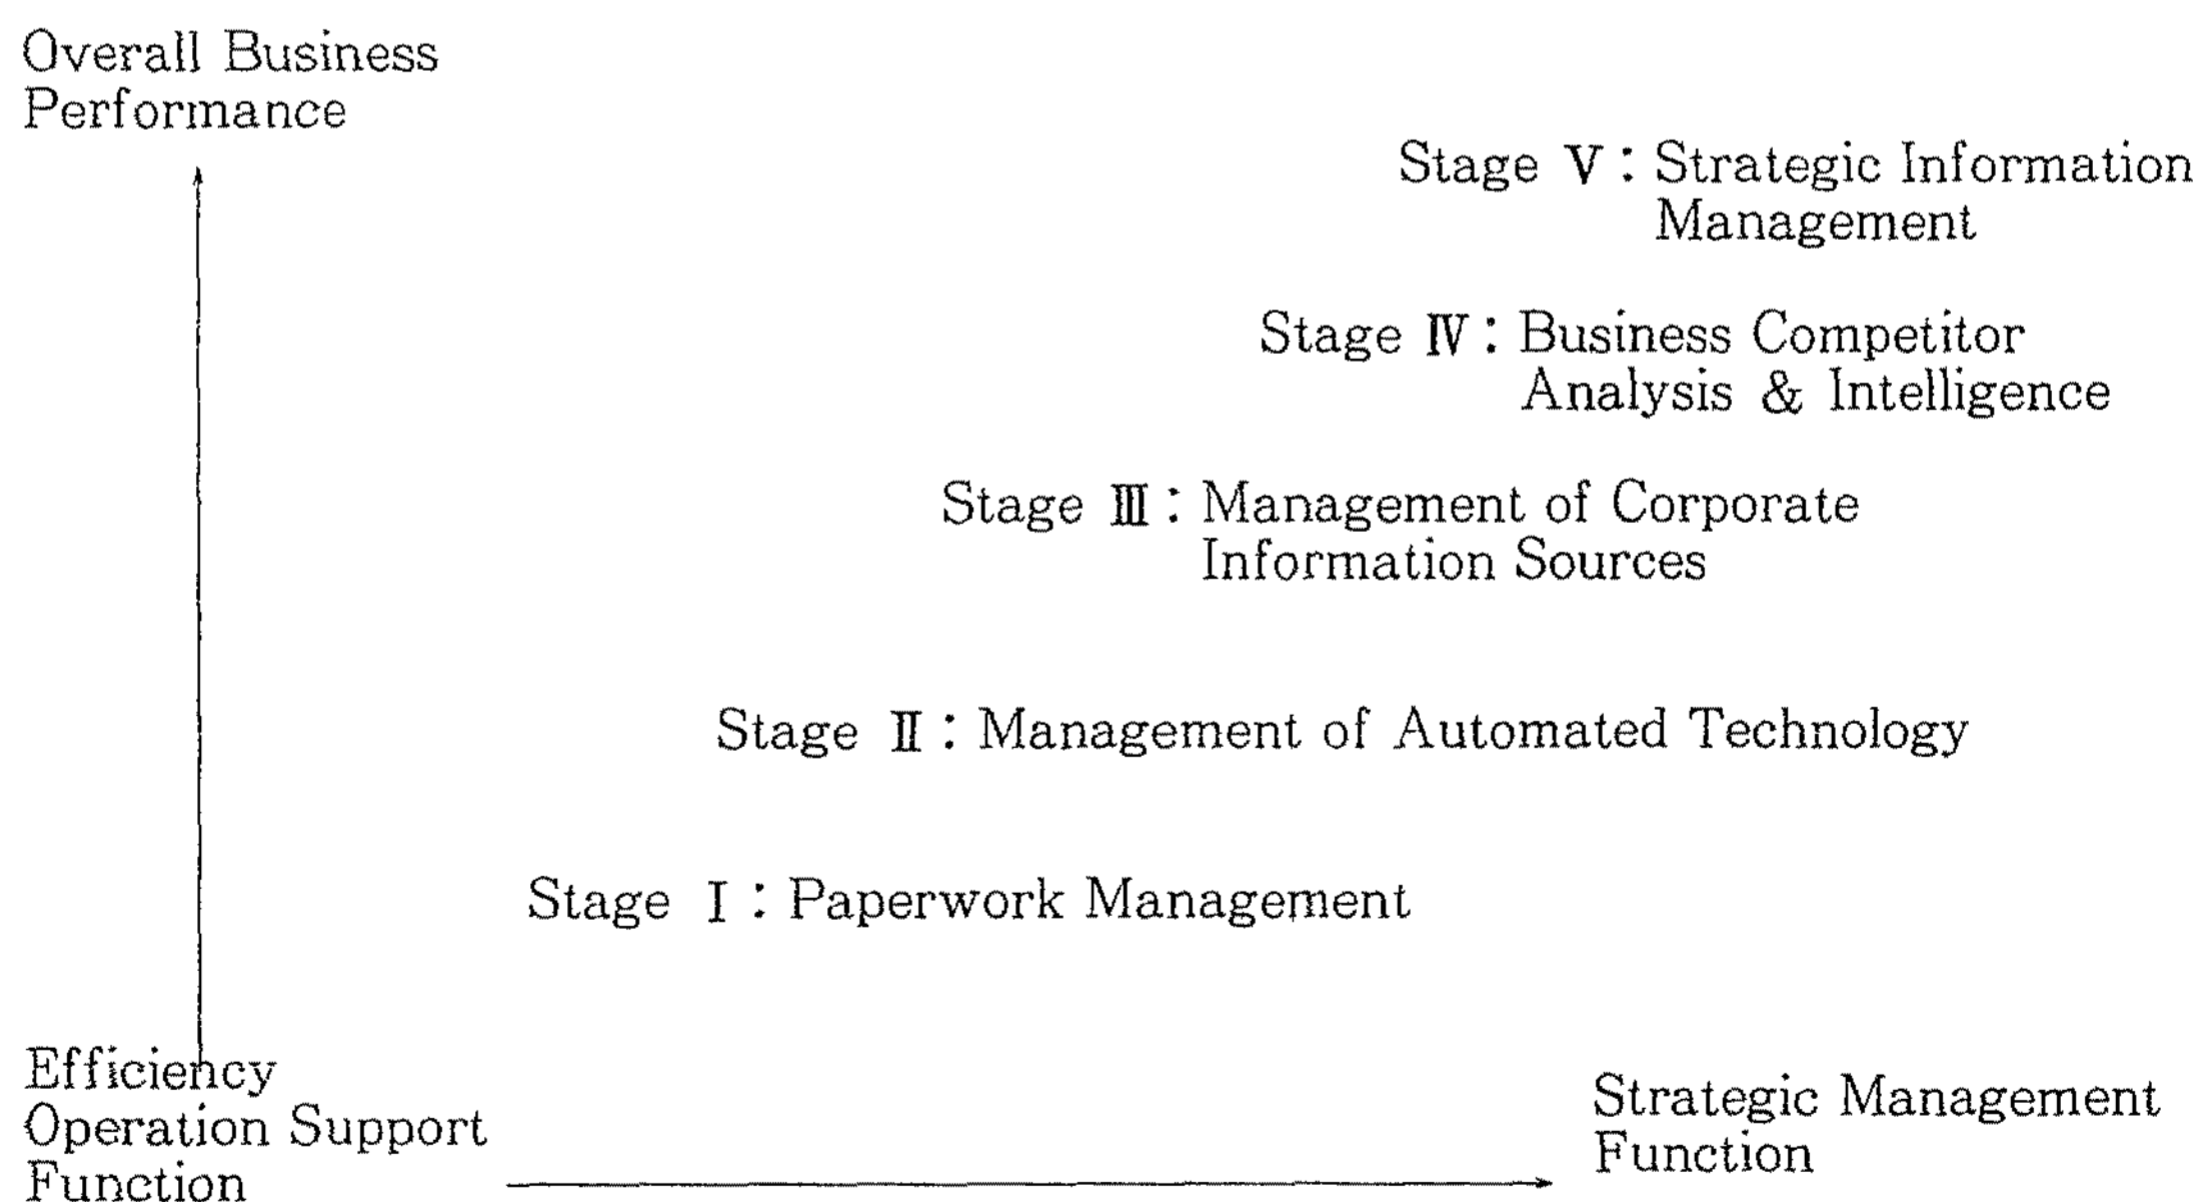 Overall Business
Performance
Stage Ⅴ : Strategic Information
Management
Stage Ⅳ : Business Competitor
Analysis & Intelligence
Stage Ⅲ : Management of Corporate
Information Sources
Stage Ⅱ : Management of Automated Technology
Stage Ⅰ : Paperwork Management
Efficiency
Operation Support
Function
Strategic Management
Function